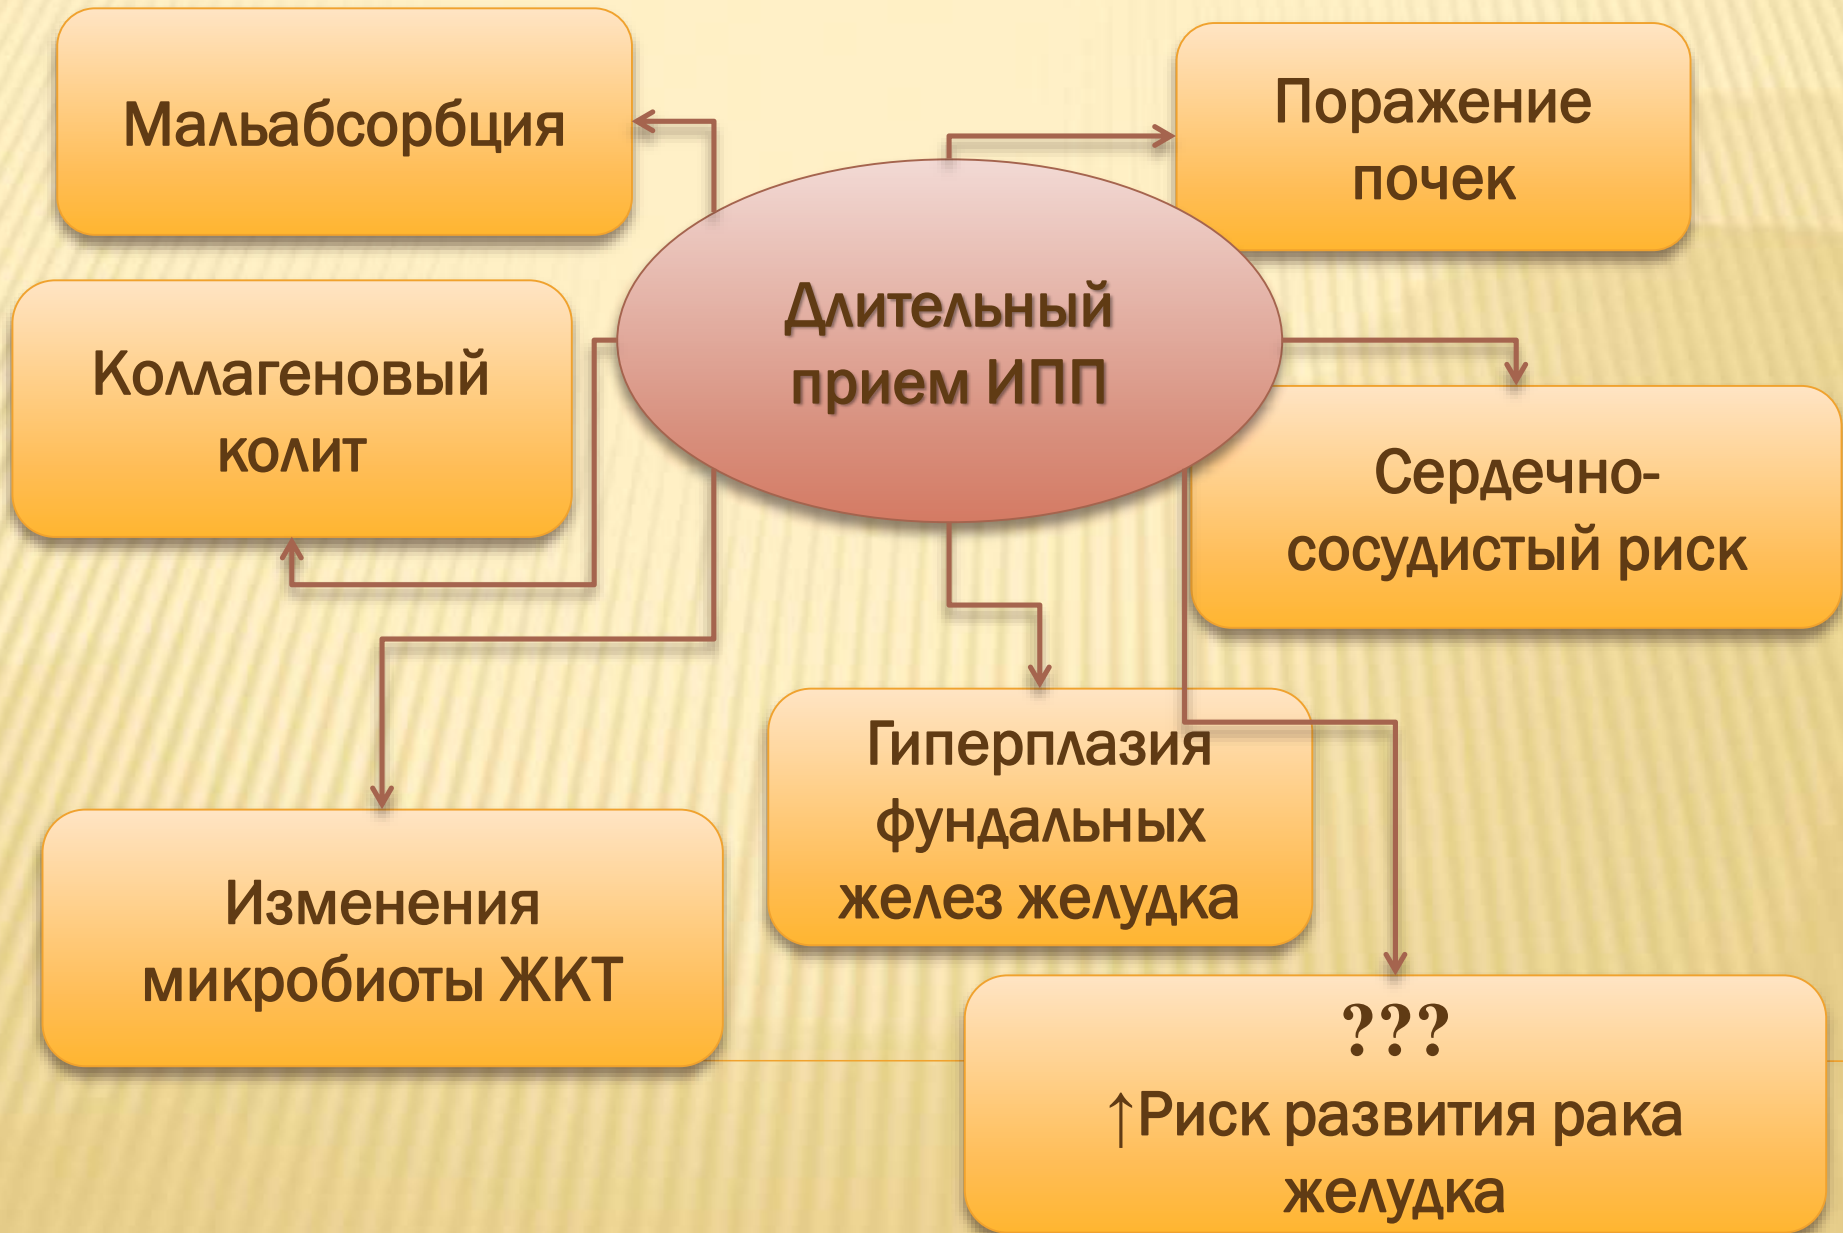 Мальабсорбция
Поражение
почек
Длительный
прием ИПП
Коллагеновый
колит
Сердечно-
сосудистый риск
Гиперплазия
фундальных
желез желудка
Изменения
микробиоты ЖКТ
???
↑Риск развития рака
желудка